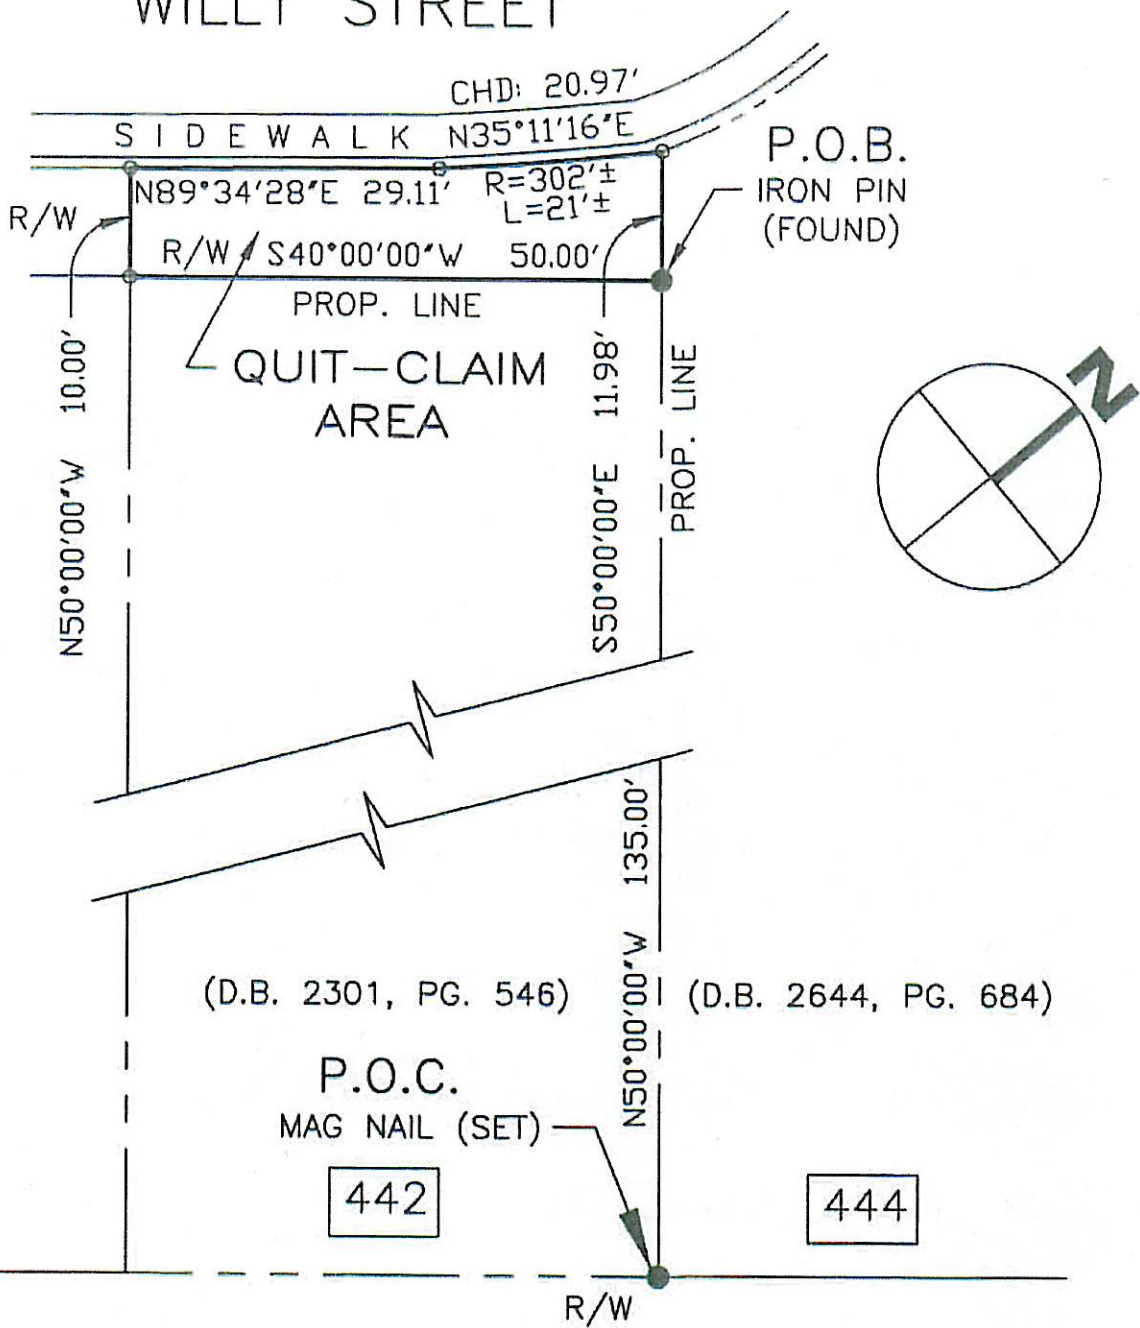 WILLY STREET
CHD: 20.97'
SIDEWALK N35°11'16"E
P.O.B.
IRON PIN
(FOUND)
N89°34'28"E 29.11'
R=302'±
L=21'±
R/W
R/W S40°00'00"W 50.00'
PROP. LINE
QUIT-CLAIM
AREA
N50°00'00"W 10.00'
S50°00'00"E 11.98'
PROP. LINE
N
N50°00'00"W 135.00'
(D.B. 2301, PG. 546)
(D.B. 2644, PG. 684)
P.O.C.
MAG NAIL (SET)
442
444
R/W